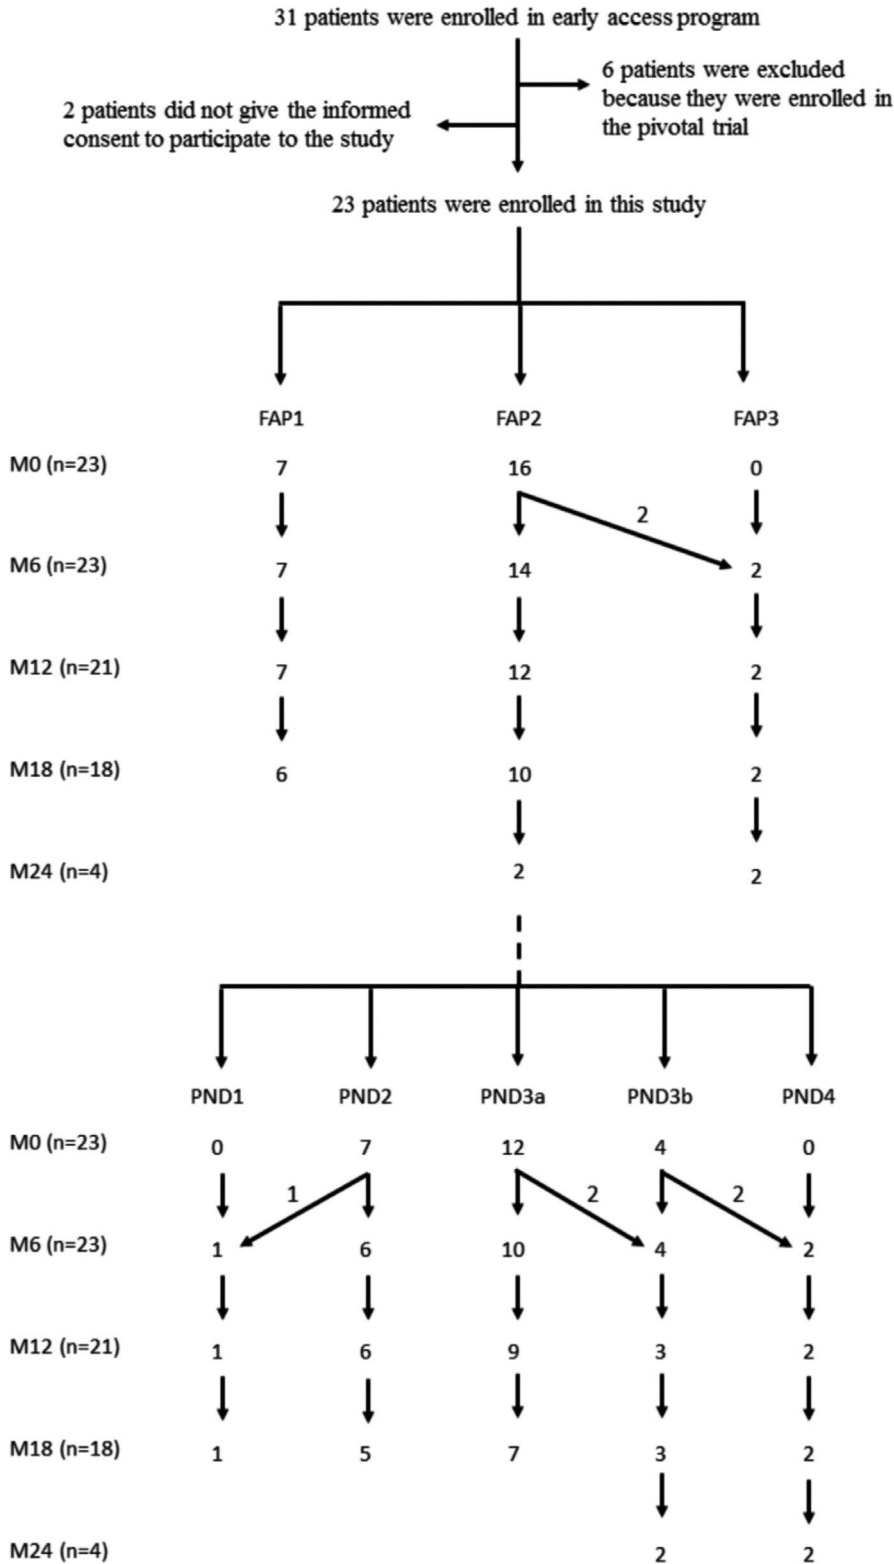 31 patients were enrolled in early access program
6 patients were excluded
because they were enrolled in
the pivotal trial
2 patients did not give the informed
consent to participate to the study
23 patients were enrolled in this study
FAP1 FAP2 FAP3
M0 (n=23) 7 16 0
2
M6 (n=23) 7 14 2
M12 (n=21) 7 12 2
M18 (n=18) 6 10 2
M24 (n=4) 2 2
PND1 PND2 PND3a PND3b PND4
M0 (n=23) 0 7 12 4 0
1 2 2
M6 (n=23) 1 6 10 4 2
M12 (n=21) 1 6 9 3 2
M18 (n=18) 1 5 7 3 2
M24 (n=4) 2 2